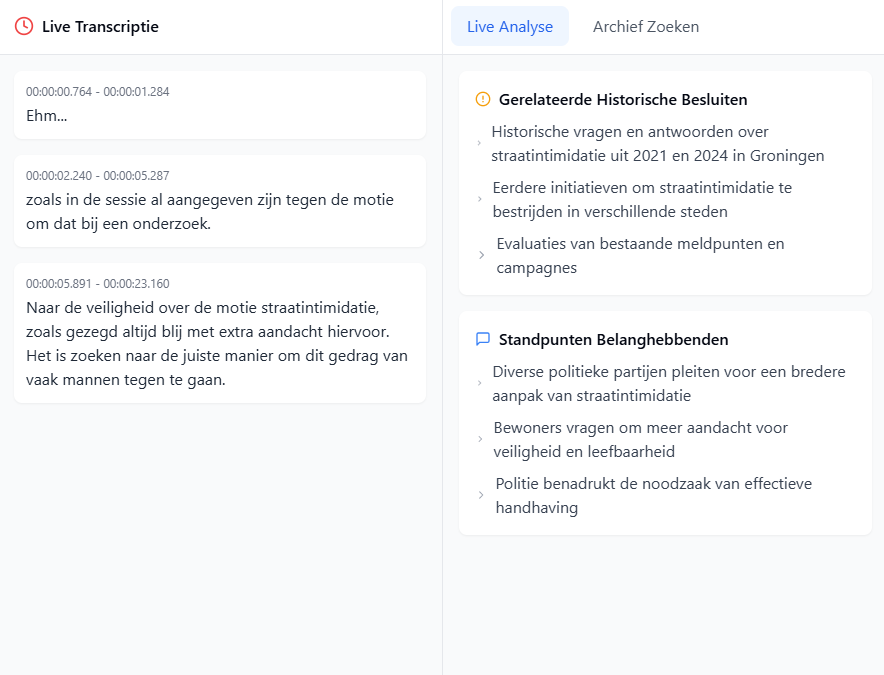 Live Transcriptie
00:00:00.764 - 00:00:01.284
Ehm...
00:00:02.240 - 00:00:05.287
zoals in de sessie al aangegeven zijn tegen de motie
om dat bij een onderzoek.
00:00:05.891 - 00:00:23.160
Naar de veiligheid over de motie straatintimidatie,
zoals gezegd altijd blij met extra aandacht hiervoor.
Het is zoeken naar de juiste manier om dit gedrag van
vaak mannen tegen te gaan.
Live Analyse
Archief Zoeken
Gerelateerde Historische Besluiten
Historische vragen en antwoorden over
straatintimidatie uit 2021 en 2024 in Groningen
Eerdere initiatieven om straatintimidatie te
bestrijden in verschillende steden
Evaluaties van bestaande meldpunten en
campagnes
Standpunten Belanghebbenden
Diverse politieke partijen pleiten voor een bredere
aanpak van straatintimidatie
Bewoners vragen om meer aandacht voor
veiligheid en leefbaarheid
Politie benadrukt de noodzaak van effectieve
handhaving